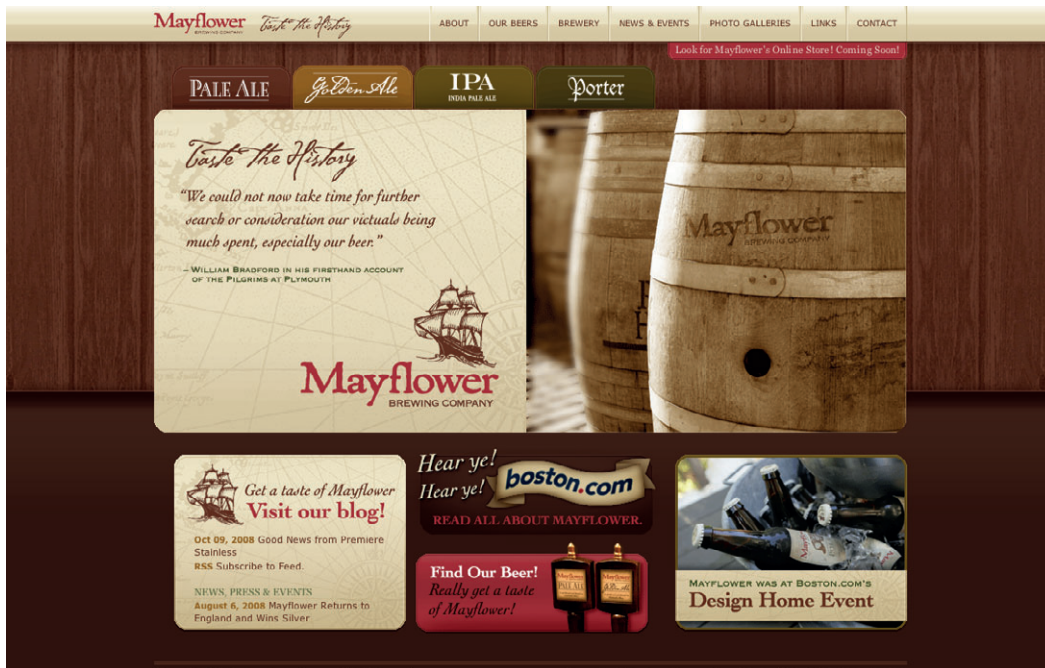 Mayflower
BREWING COMPANY
Taste the History
ABOUT
OUR BEERS
BREWERY
NEWS & EVENTS
PHOTO GALLERIES
LINKS
CONTACT
Look for Mayflower's Online Store! Coming Soon!
PALE ALE
Golden Ale
IPA
INDIA PALE ALE
Porter
Taste the History
"We could not now take time for further
search or consideration our victuals being
much spent, especially our beer."
—WILLIAM BRADFORD IN HIS FIRSTHAND ACCOUNT
OF THE PILGRIMS AT PLYMOUTH
Mayflower
BREWING COMPANY
Mayflower
BREWING COMPANY
Get a taste of Mayflower
Visit our blog!
Oct 09, 2008 Good News from Premiere
Stainless
RSS Subscribe to Feed.
NEWS, PRESS & EVENTS
August 6, 2008 Mayflower Returns to
England and Wins Silver
Hear ye!
Hear ye!
boston.com
READ ALL ABOUT MAYFLOWER.
Find Our Beer!
Really get a taste
of Mayflower!
Mayflower
PALE ALE
Mayflower
MAYFLOWER WAS AT BOSTON.COM'S
Design Home Event